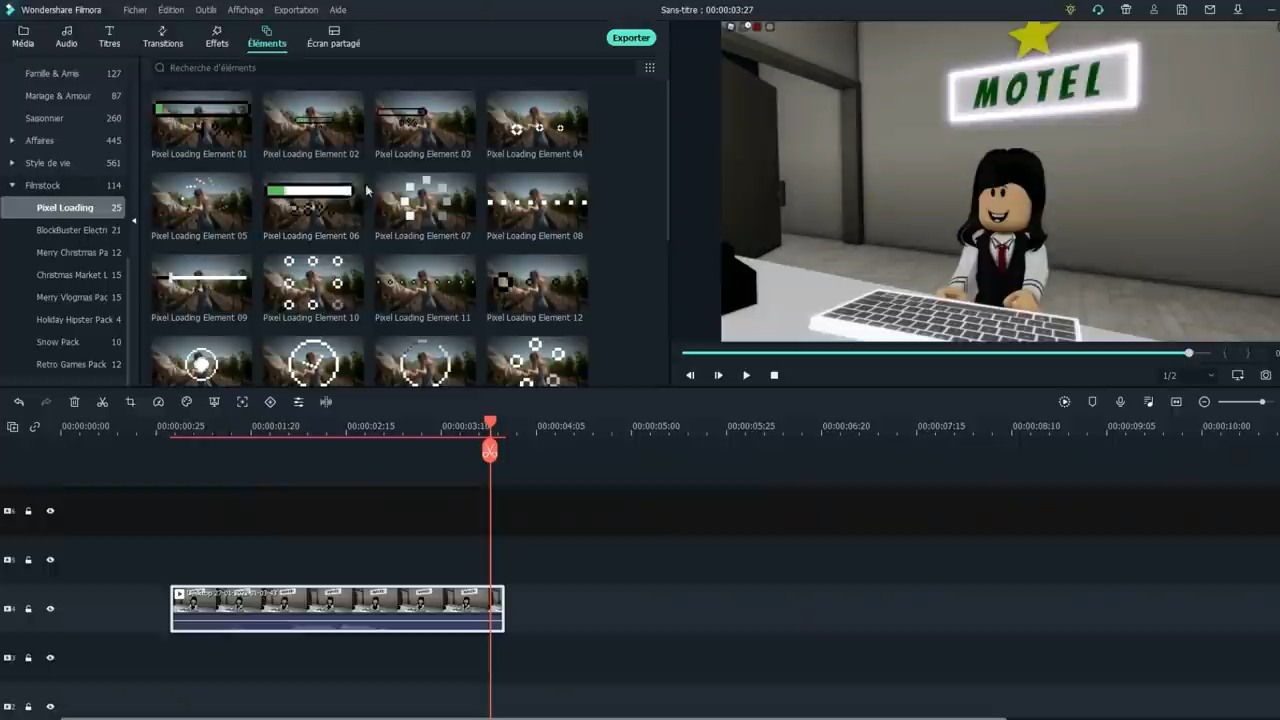 Wondershare Filmora Fichier Édition Outils Affichage Exportation Aide Sans-titre : 00:00:03:27
Média Audio Titres Transitions Effets Éléments Écran partagé Exporter
Recherche d'éléments
Famille & Amis 127
Mariage & Amour 87
Saisonnier 260
Affaires 445
Style de vie 561
Filmstock 114
Pixel Loading 25
BlockBuster Electri 21
Merry Christmas Pa 12
Christmas Market L 15
Merry Vlogmas Pac 15
Holiday Hipster Pack 4
Snow Pack 10
Retro Games Pack 12
Pixel Loading Element 01 Pixel Loading Element 02 Pixel Loading Element 03 Pixel Loading Element 04
Pixel Loading Element 05 Pixel Loading Element 06 Pixel Loading Element 07 Pixel Loading Element 08
Pixel Loading Element 09 Pixel Loading Element 10 Pixel Loading Element 11 Pixel Loading Element 12
MOTEL
1/2
00:00:00:00 00:00:00:25 00:00:01:20 00:00:02:15 00:00:03:10 00:00:04:05 00:00:05:00 00:00:05:25 00:00:06:20 00:00:07:15 00:00:08:10 00:00:09:05 00:00:10:00